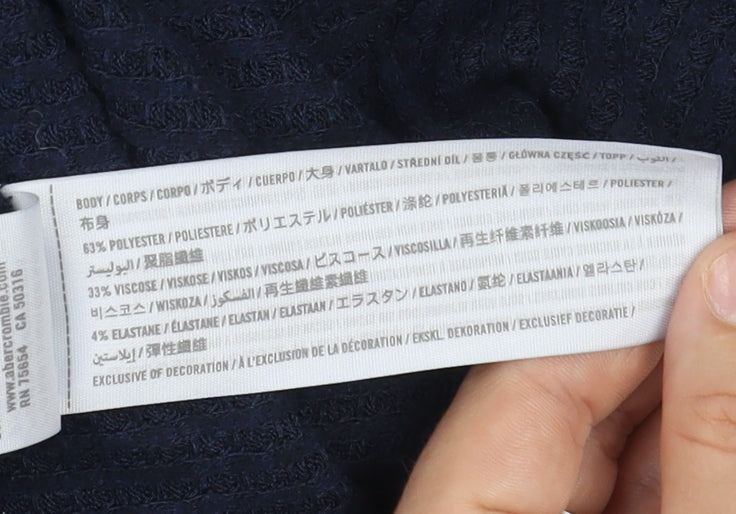 BODY / CORPS / CORPO / ボディ / CUERPO / 大身 / VARTALO / STŘEDNÍ DÍL / 몸통 / GŁÓWNA CZĘŚĆ / TOPP /
布身
63% POLYESTER / POLIESTERE / ポリエステル / POLIÉSTER / 涤纶 / POLYESTERIA / 폴리에스테르 / POLIESTER /
البوليستر / 聚脂纖維
33% VISCOSE / VISKOSE / VISKOS / VISCOSA / ビスコース / VISCOSILLA / 再生纤维素纤维 / VISKOOSIA / VISKÓZA /
비스코스 / WISKOZA / الفسكوز / 再生纖維素纖維
4% ELASTANE / ÉLASTANE / ELASTAN / ELASTAAN / エラスタン / ELASTANO / 氨纶 / ELASTAANIA / 엘라스탄 /
إيلاستين / 彈性纖維
EXCLUSIVE OF DECORATION / À L'EXCLUSION DE LA DÉCORATION / EKSKL. DEKORATION / EXCLUSIEF DECORATIE /
www.abercrombie.com
RN 75654 CA 50316